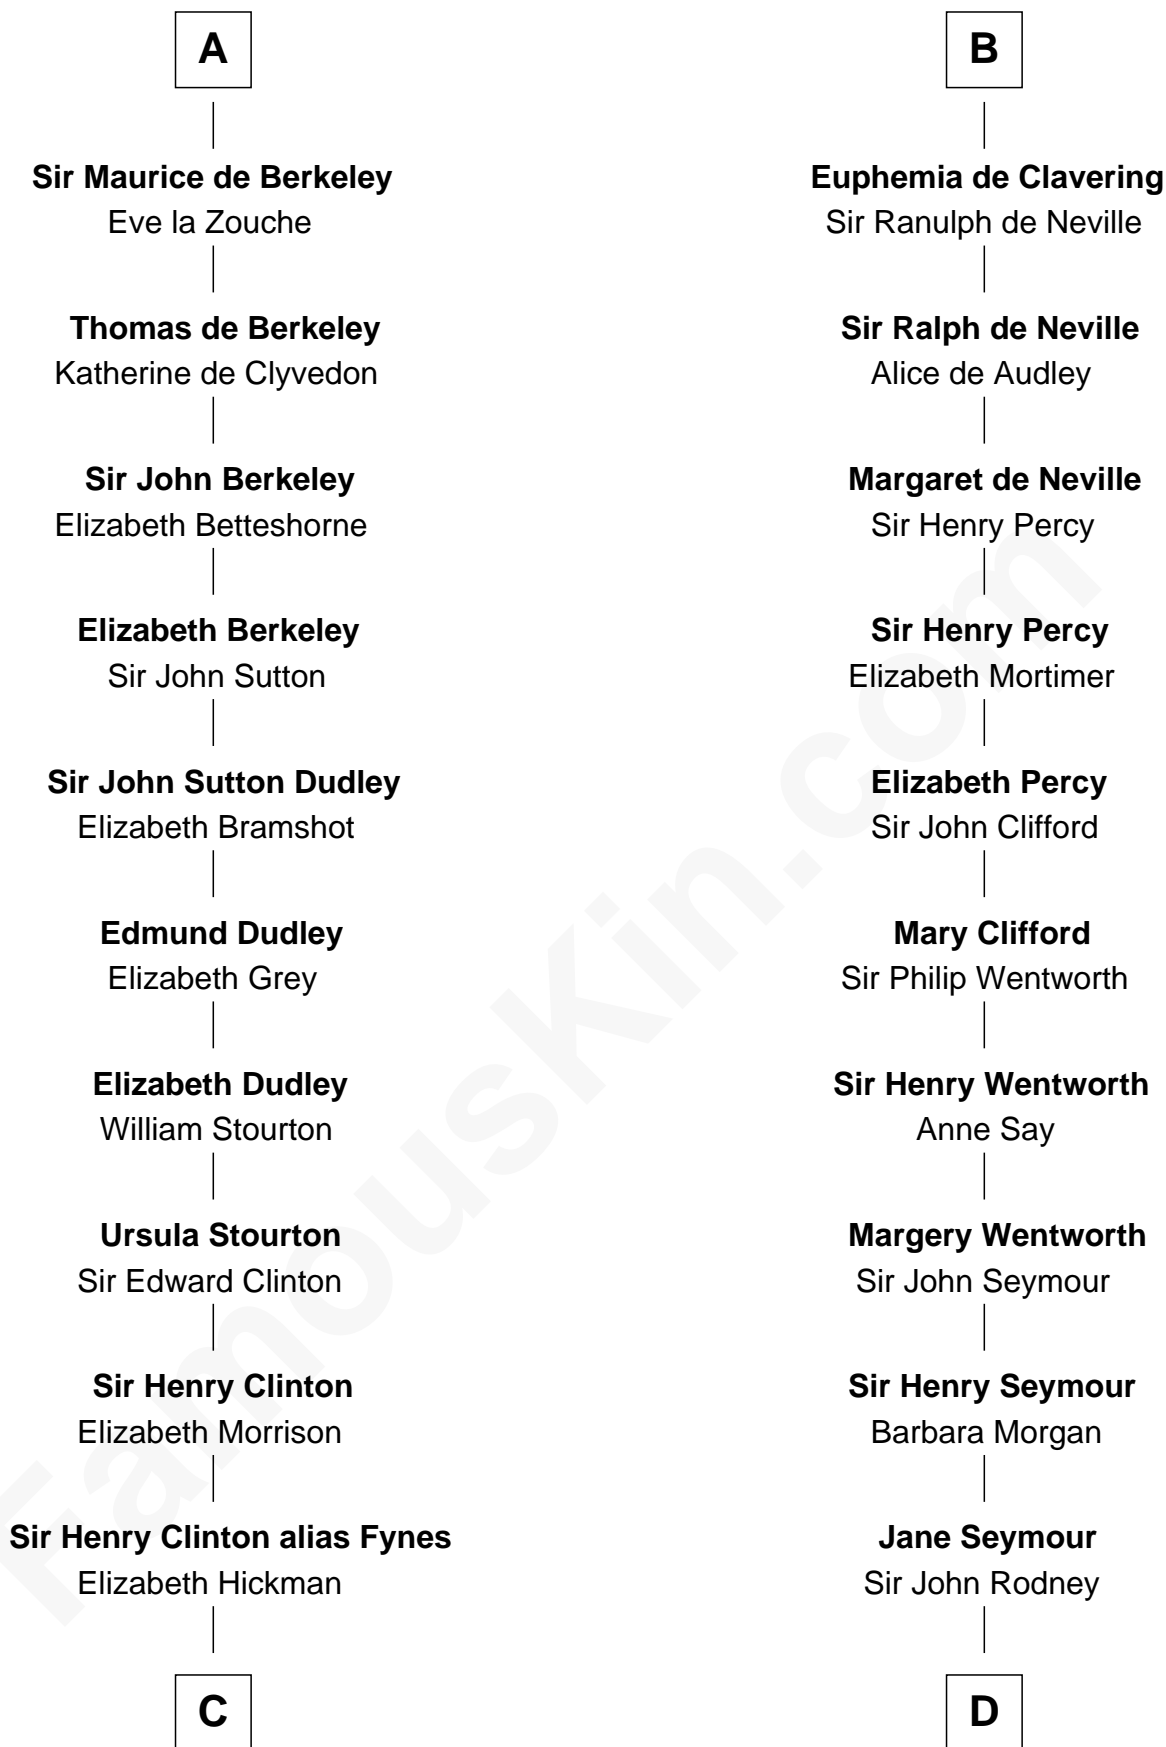 A
Sir Maurice de Berkeley
Eve la Zouche
Thomas de Berkeley
Katherine de Clyvedon
Sir John Berkeley
Elizabeth Betteshorne
Elizabeth Berkeley
Sir John Sutton
Sir John Sutton Dudley
Elizabeth Bramshot
Edmund Dudley
Elizabeth Grey
Elizabeth Dudley
William Stourton
Ursula Stourton
Sir Edward Clinton
Sir Henry Clinton
Elizabeth Morrison
Sir Henry Clinton alias Fynes
Elizabeth Hickman
C
B
Euphemia de Clavering
Sir Ranulph de Neville
Sir Ralph de Neville
Alice de Audley
Margaret de Neville
Sir Henry Percy
Sir Henry Percy
Elizabeth Mortimer
Elizabeth Percy
Sir John Clifford
Mary Clifford
Sir Philip Wentworth
Sir Henry Wentworth
Anne Say
Margery Wentworth
Sir John Seymour
Sir Henry Seymour
Barbara Morgan
Jane Seymour
Sir John Rodney
D
FamousKin.com